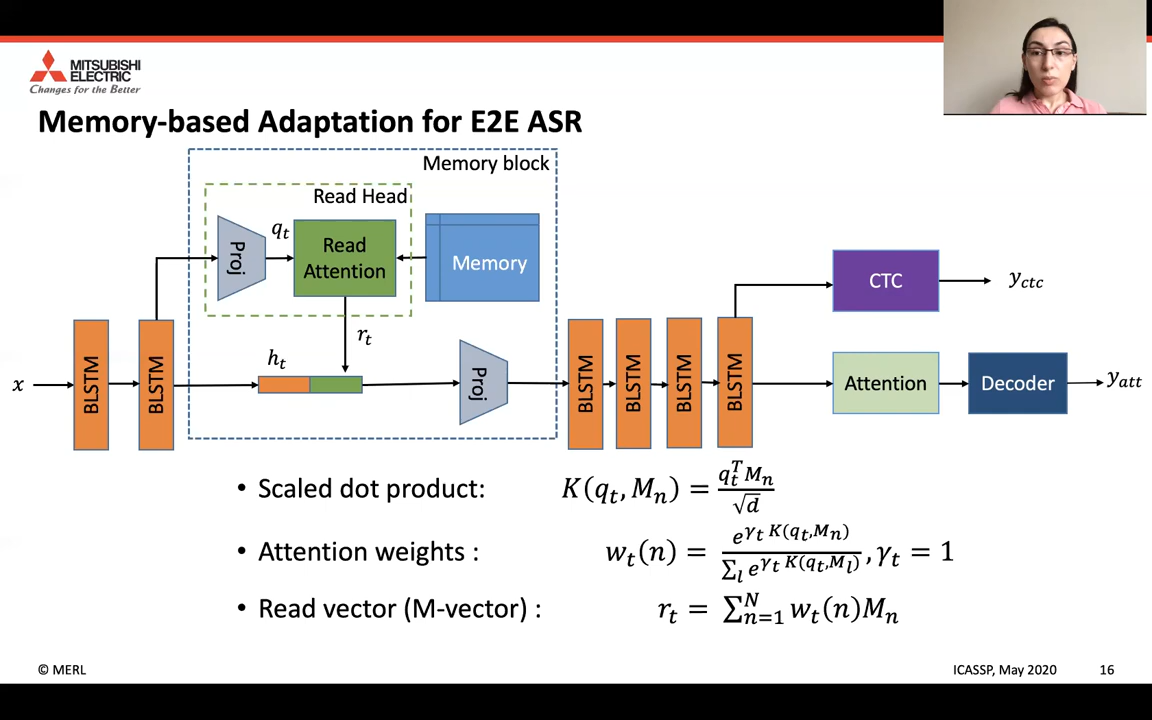 MITSUBISHI
ELECTRIC
Changes for the Better
Memory-based Adaptation for E2E ASR
Memory block
Read Head
Proj
q_t
Read
Attention
Memory
r_t
h_t
x
BLSTM
BLSTM
Proj
BLSTM
BLSTM
BLSTM
BLSTM
CTC
y_ctc
Attention
Decoder
y_att
• Scaled dot product: K(q_t, M_n) = q_t^T M_n / √d
• Attention weights : w_t(n) = e^{γ_t K(q_t,M_n)} / ∑_l e^{γ_t K(q_t,M_l)}, γ_t = 1
• Read vector (M-vector) : r_t = ∑_{n=1}^{N} w_t(n)M_n
© MERL
ICASSP, May 2020
16